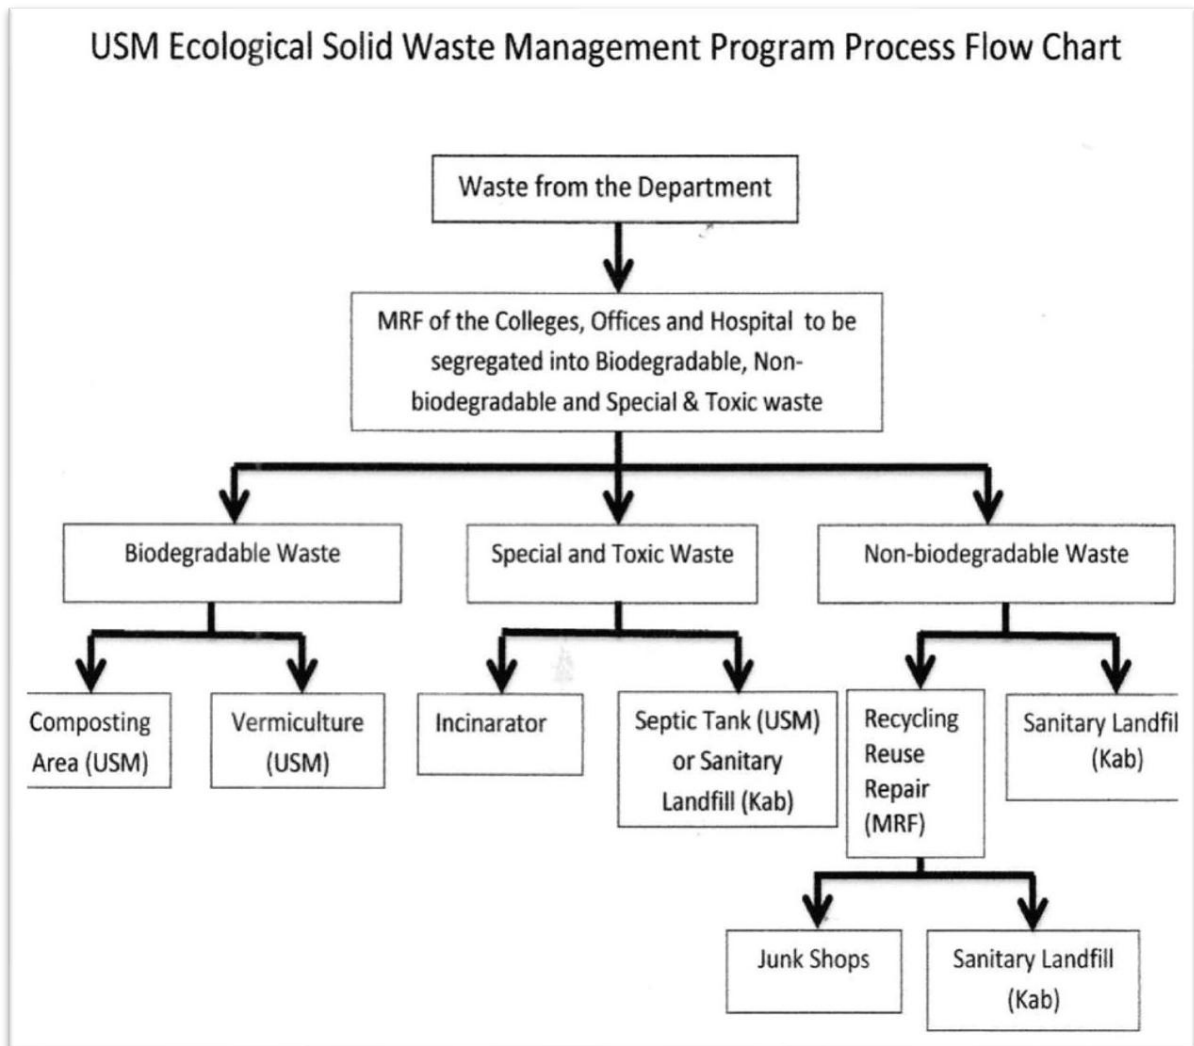 USM Ecological Solid Waste Management Program Process Flow Chart
Waste from the Department
MRF of the Colleges, Offices and Hospital to be
segregated into Biodegradable, Non-
biodegradable and Special & Toxic waste
Biodegradable Waste
Special and Toxic Waste
Non-biodegradable Waste
Composting
Area (USM)
Vermiculture
(USM)
Incinarator
Septic Tank (USM)
or Sanitary
Landfill (Kab)
Recycling
Reuse
Repair
(MRF)
Sanitary Landfil
(Kab)
Junk Shops
Sanitary Landfill
(Kab)